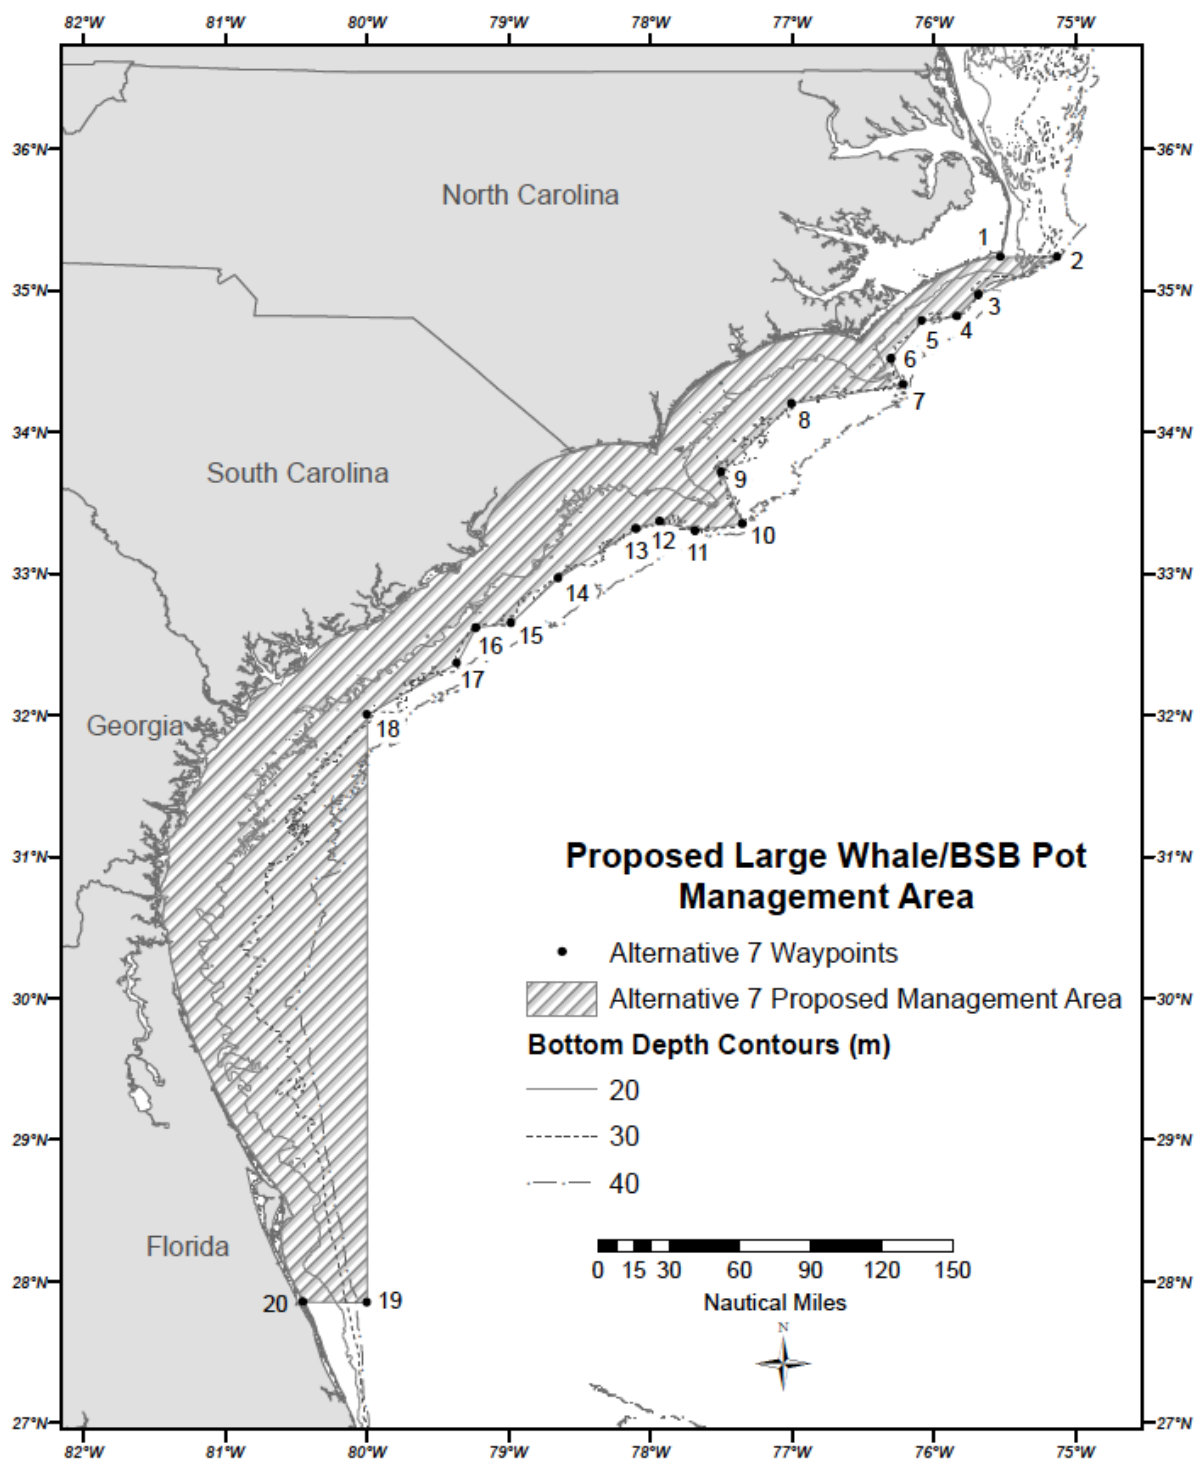 82°W 81°W 80°W 79°W 78°W 77°W 76°W 75°W
36°N 36°N
North Carolina
1
2
35°N 35°N
3
4
5
6
7
8
34°N 34°N
South Carolina
9
10
11
12
13
33°N 33°N
14
15
16
17
32°N 32°N
Georgia
18
31°N 31°N
Proposed Large Whale/BSB Pot
Management Area
Alternative 7 Waypoints
30°N 30°N
Alternative 7 Proposed Management Area
Bottom Depth Contours (m)
20
29°N 29°N
30
40
Florida
0 15 30 60 90 120 150
Nautical Miles
28°N 28°N
20 19
N
27°N 27°N
82°W 81°W 80°W 79°W 78°W 77°W 76°W 75°W